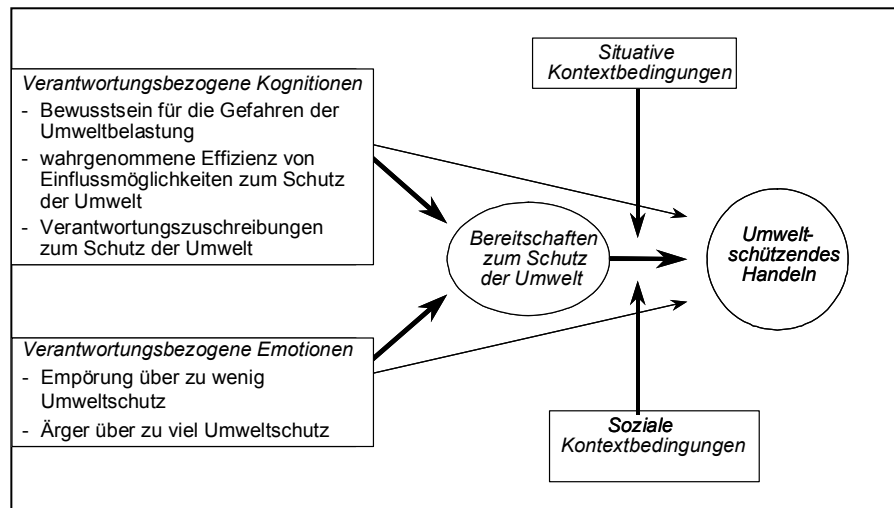 Verantwortungsbezogene Kognitionen
- Bewusstsein für die Gefahren der
Umweltbelastung
- wahrgenommene Effizienz von
Einflussmöglichkeiten zum Schutz
der Umwelt
- Verantwortungszuschreibungen
zum Schutz der Umwelt
Situative
Kontextbedingungen
Bereitschaften
zum Schutz
der Umwelt
Umwelt-
schützendes
Handeln
Verantwortungsbezogene Emotionen
- Empörung über zu wenig
Umweltschutz
- Ärger über zu viel Umweltschutz
Soziale
Kontextbedingungen